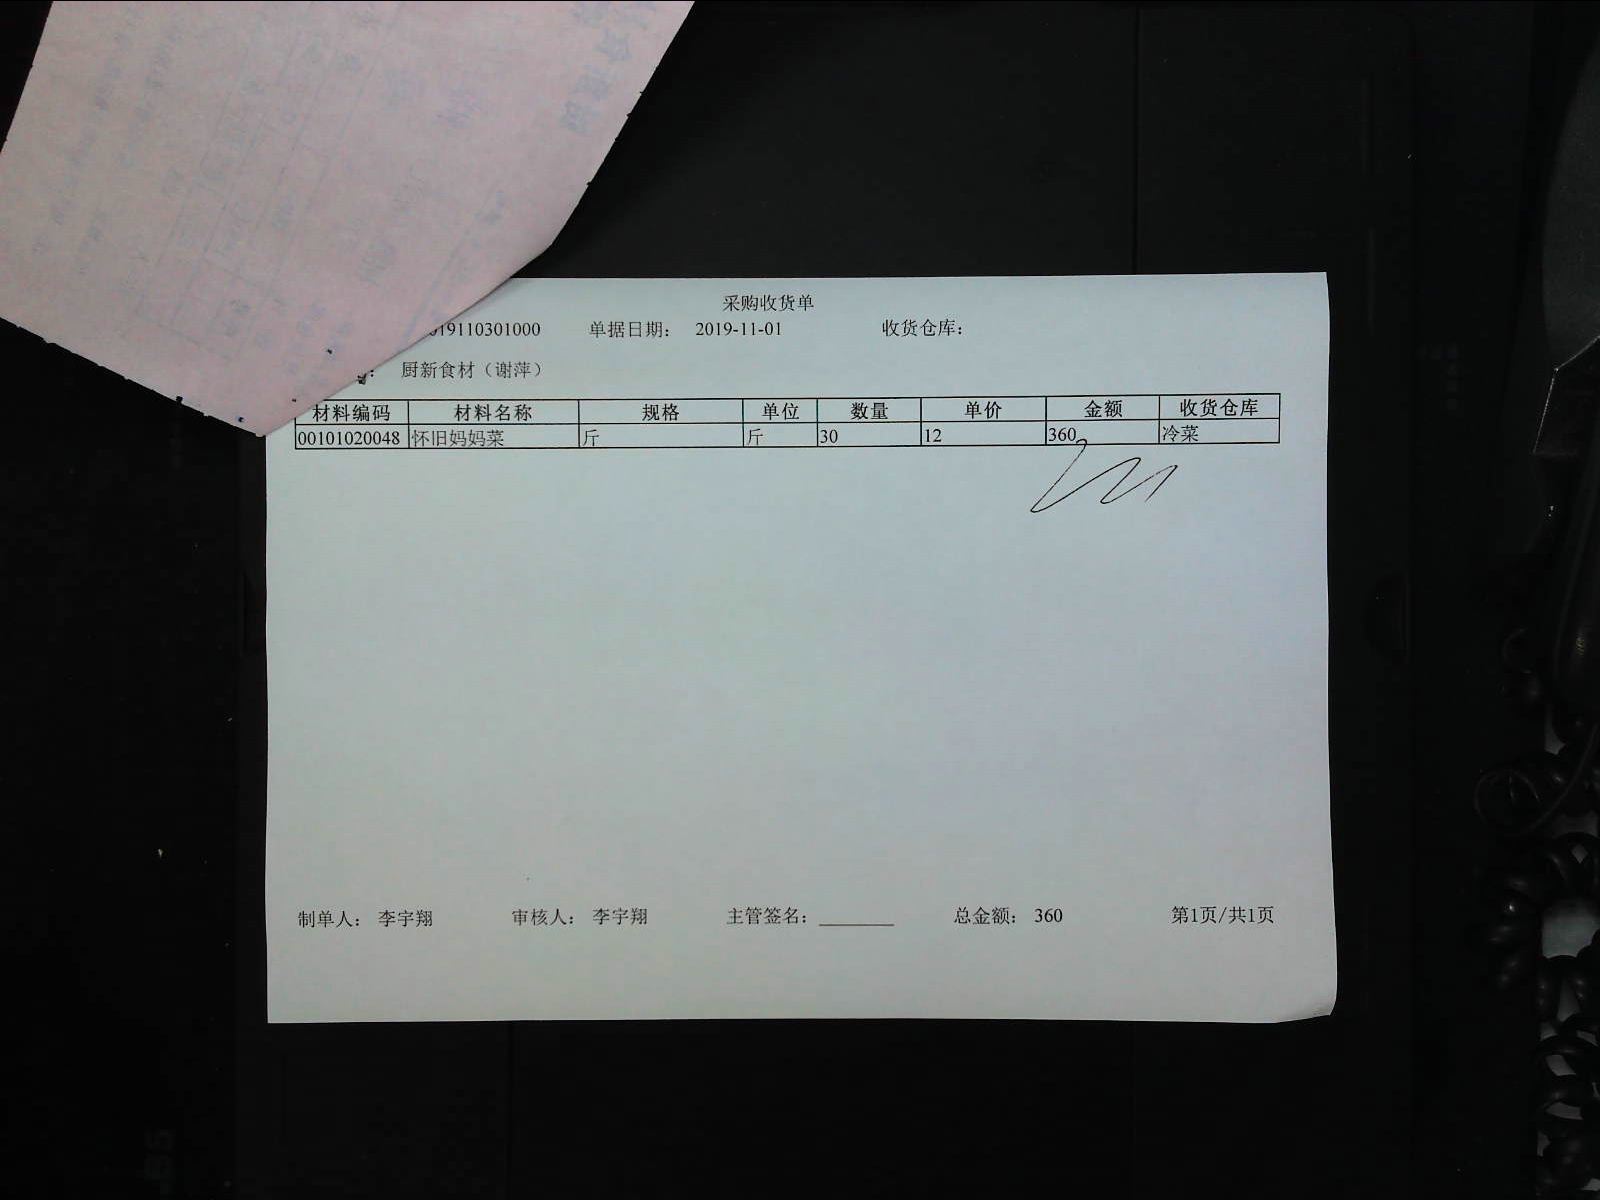 采购收货单
19110301000 单据日期： 2019-11-01 收货仓库：
厨新食材（谢萍）
材料编码 材料名称 规格 单位 数量 单价 金额 收货仓库
00101020048 怀旧妈妈菜 斤 斤 30 12 360 冷菜
制单人： 李宇翔 审核人： 李宇翔 主管签名： 总金额： 360 第1页/共1页